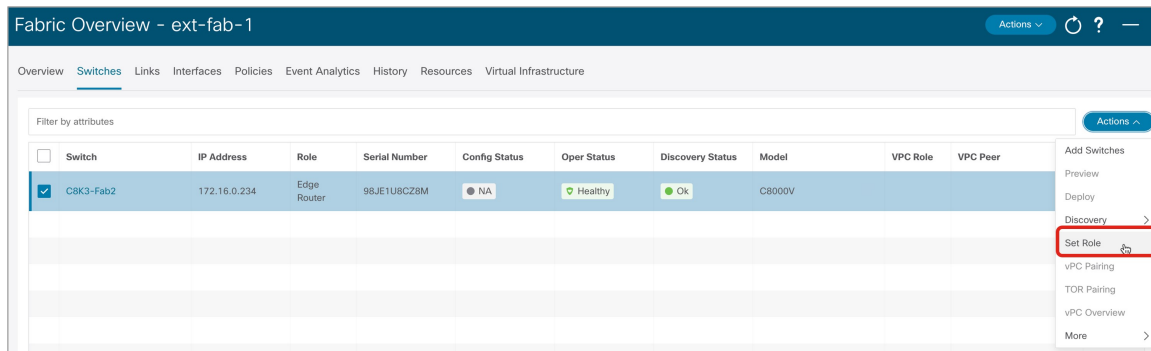 Fabric Overview - ext-fab-1
Actions
?
Overview Switches Links Interfaces Policies Event Analytics History Resources Virtual Infrastructure
Filter by attributes
Actions
Switch IP Address Role Serial Number Config Status Oper Status Discovery Status Model VPC Role VPC Peer
C8K3-Fab2 172.16.0.234 Edge Router 98JE1U8CZ8M NA Healthy Ok C8000V
Add Switches
Preview
Deploy
Discovery
Set Role
vPC Pairing
TOR Pairing
vPC Overview
More